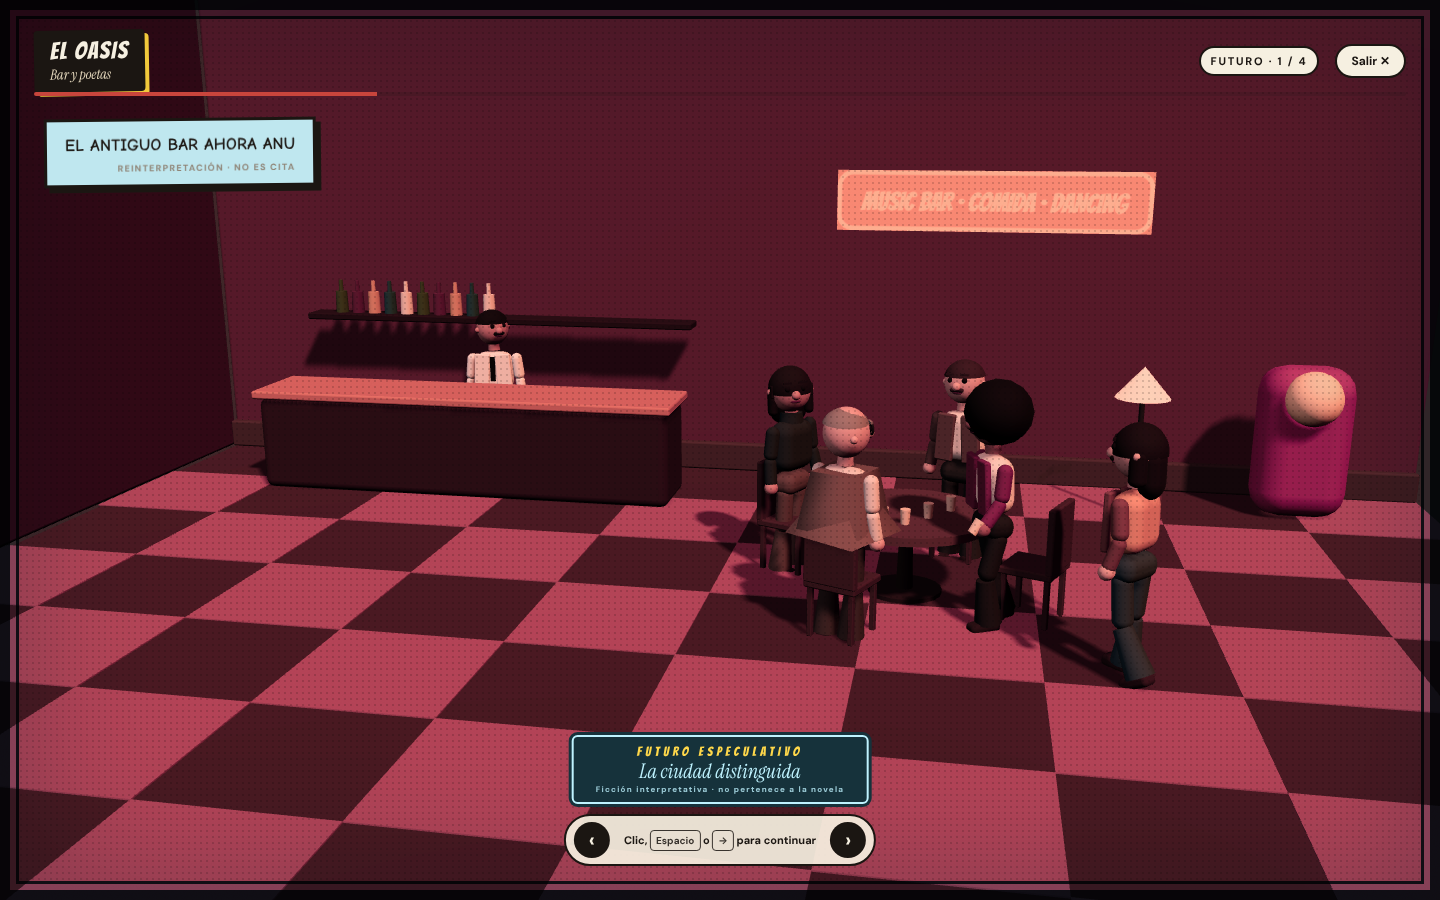 EL OASIS
Bar y poetas
FUTURO · 1 / 4
Salir ✕
EL ANTIGUO BAR AHORA ANU
REINTERPRETACIÓN · NO ES CITA
MUSIC BAR · COMIDA · DANCING
FUTURO ESPECULATIVO
La ciudad distinguida
Ficción interpretativa · no pertenece a la novela
‹ Clic, Espacio o → para continuar ›